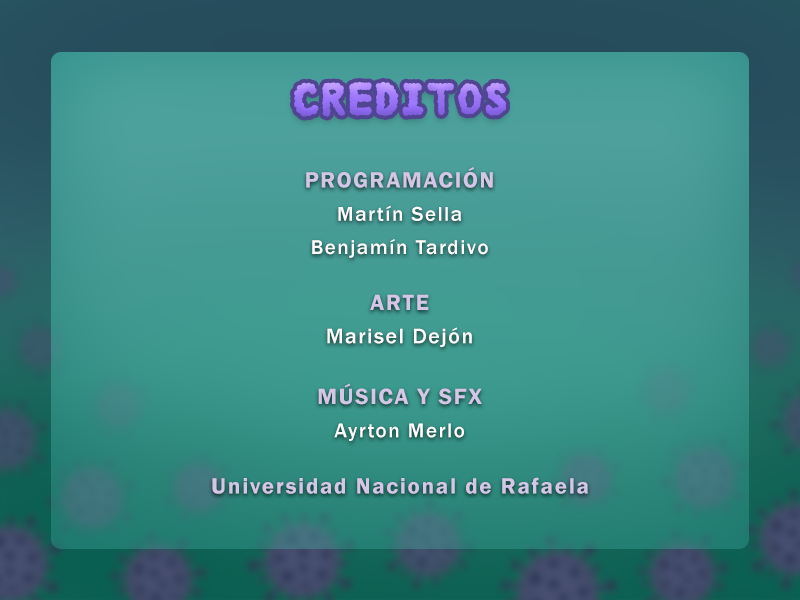 CREDITOS
PROGRAMACIÓN
Martín Sella
Benjamín Tardivo
ARTE
Marisel Dejón
MÚSICA Y SFX
Ayrton Merlo
Universidad Nacional de Rafaela